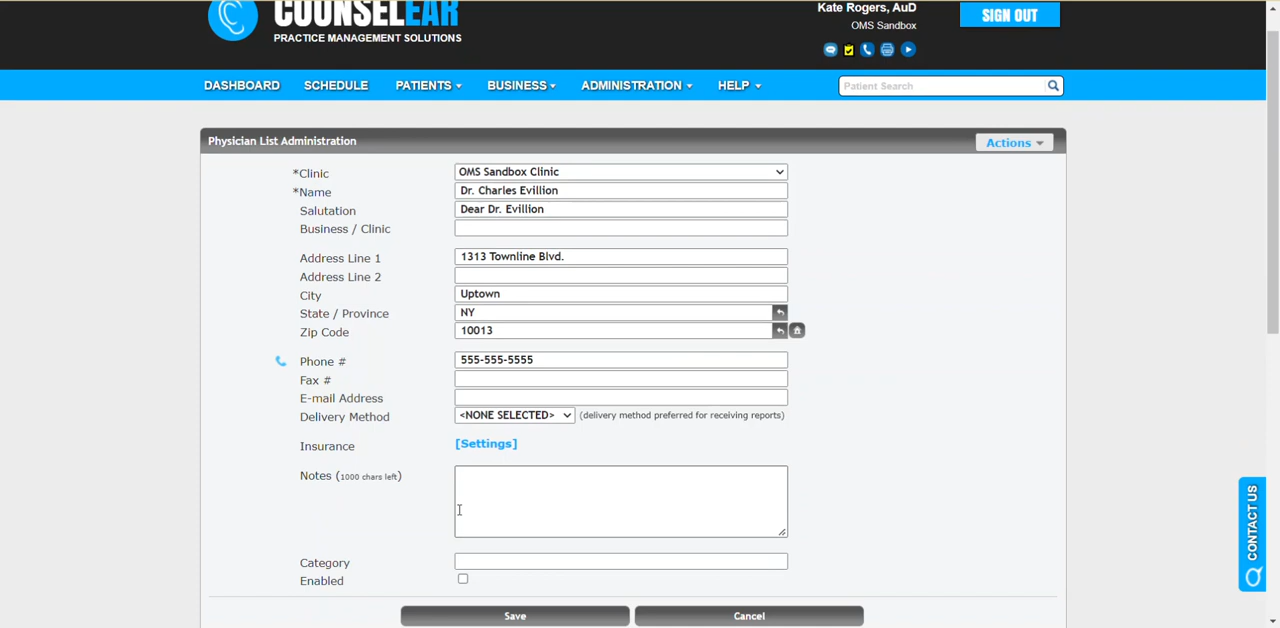 COUNSELEAR
PRACTICE MANAGEMENT SOLUTIONS
Kate Rogers, AuD
OMS Sandbox
SIGN OUT
DASHBOARD SCHEDULE PATIENTS BUSINESS ADMINISTRATION HELP Patient Search
Physician List Administration Actions
*Clinic OMS Sandbox Clinic
*Name Dr. Charles Evillion
Salutation Dear Dr. Evillion
Business / Clinic
Address Line 1 1313 Townline Blvd.
Address Line 2
City Uptown
State / Province NY
Zip Code 10013
Phone # 555-555-5555
Fax #
E-mail Address
Delivery Method <NONE SELECTED> (delivery method preferred for receiving reports)
Insurance [Settings]
Notes (1000 chars left)
Category
Enabled
Save Cancel
CONTACT US